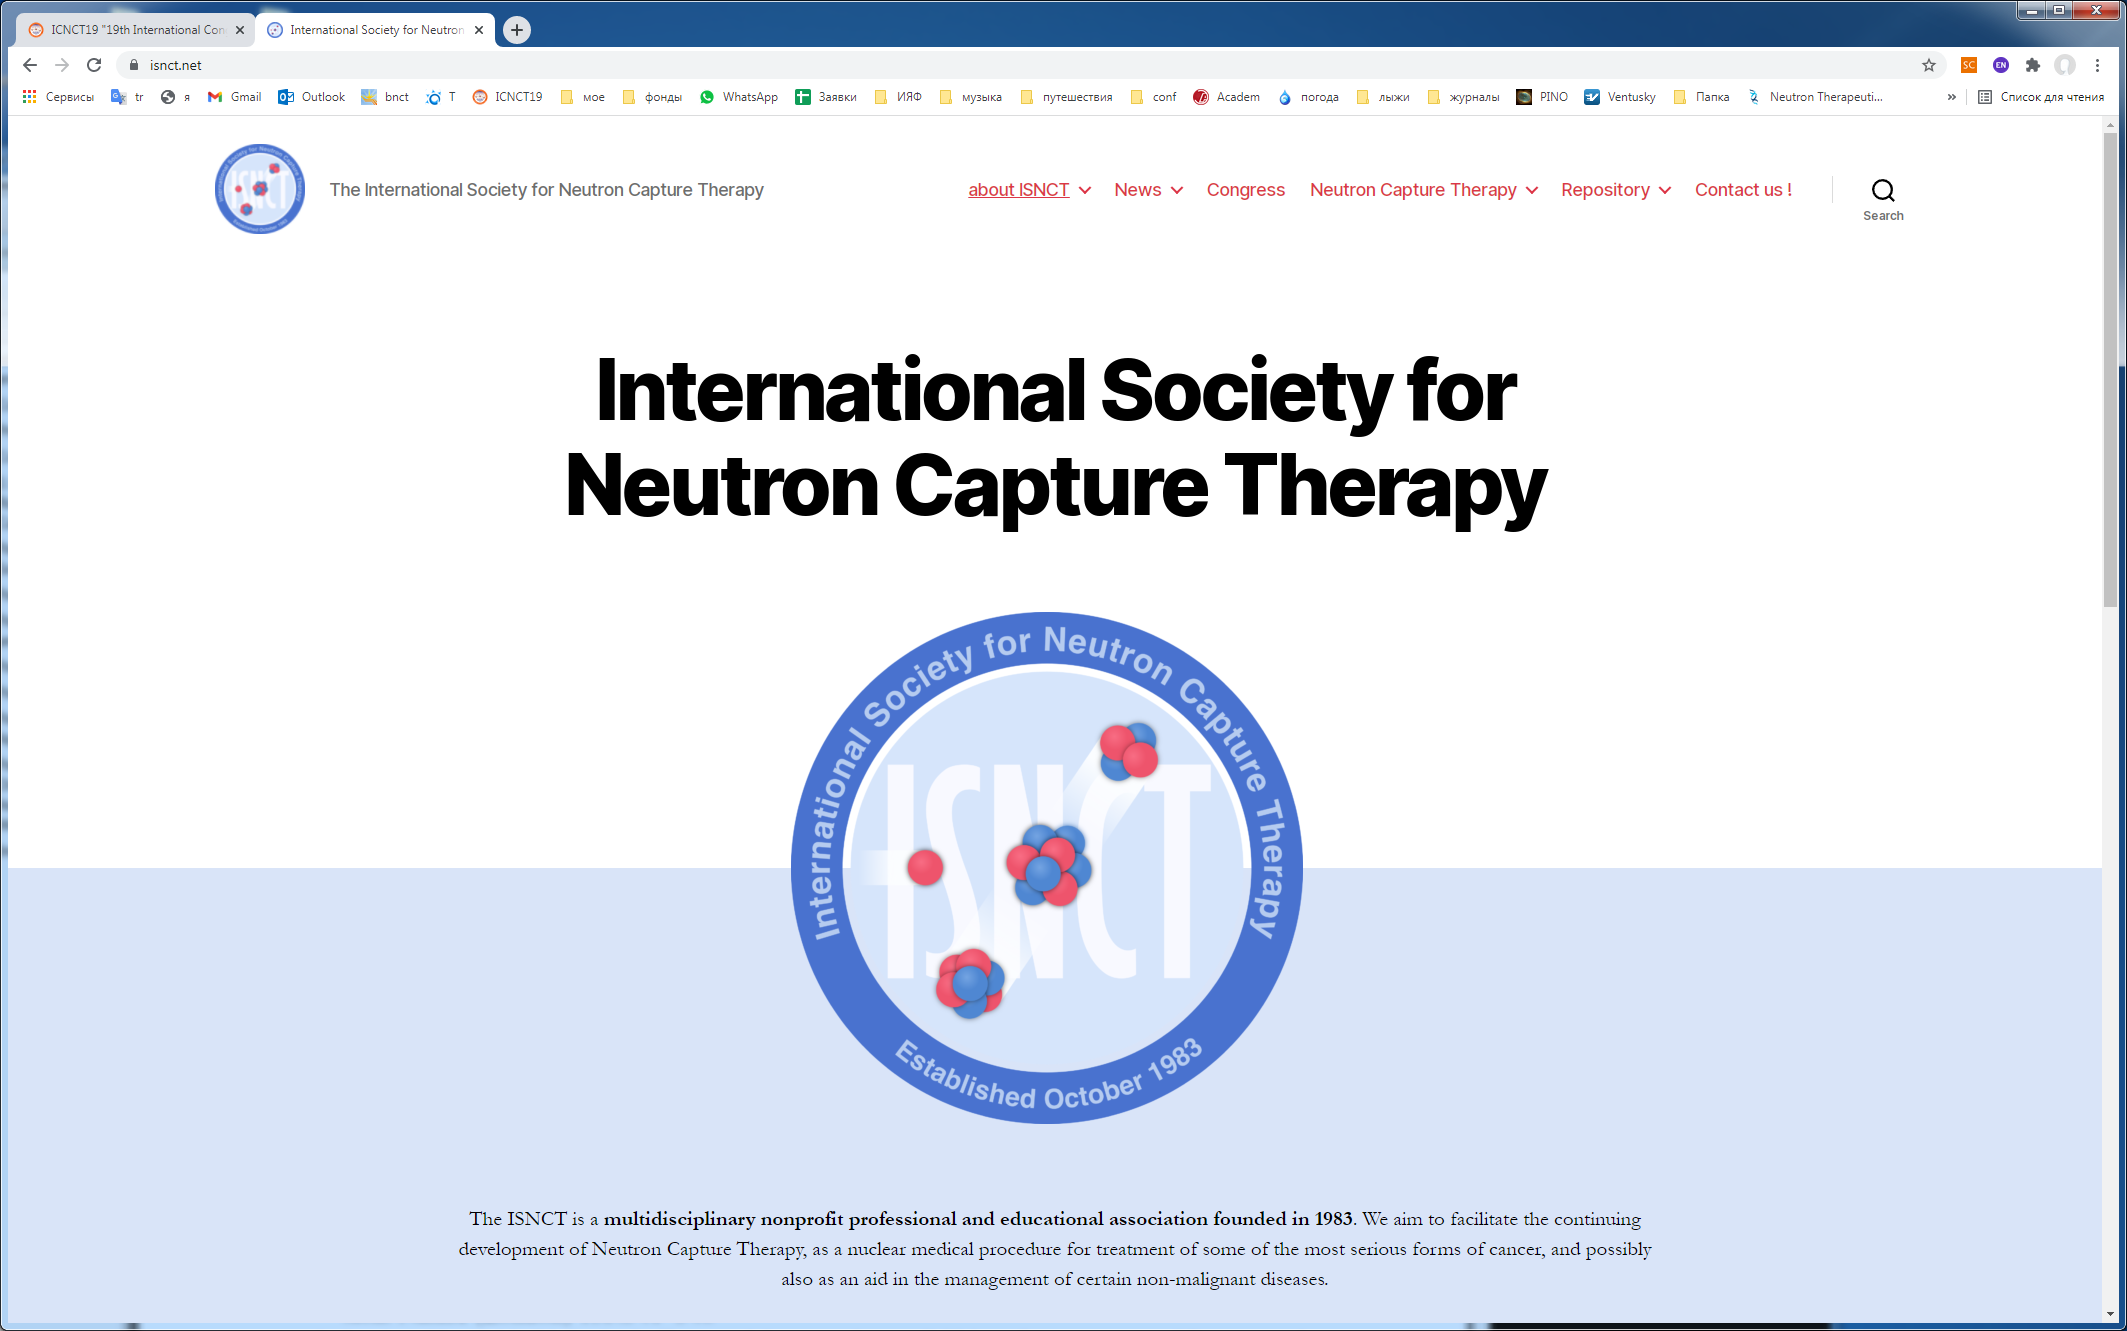 ICNCT19 "19th International Con
International Society for Neutron
isnct.net
SC
EN
Сервисы tr я Gmail Outlook bnct T ICNCT19 мое фонды WhatsApp Заявки ИЯФ музыка путешествия conf Academ погода лыжи журналы PINO Ventusky Папка Neutron Therapeuti... » Список для чтения
The International Society for Neutron Capture Therapy
about ISNCT News Congress Neutron Capture Therapy Repository Contact us !
Search
International Society for
Neutron Capture Therapy
International Society for Neutron Capture Therapy
ISNCT
Established October 1983
The ISNCT is a multidisciplinary nonprofit professional and educational association founded in 1983. We aim to facilitate the continuing
development of Neutron Capture Therapy, as a nuclear medical procedure for treatment of some of the most serious forms of cancer, and possibly
also as an aid in the management of certain non-malignant diseases.